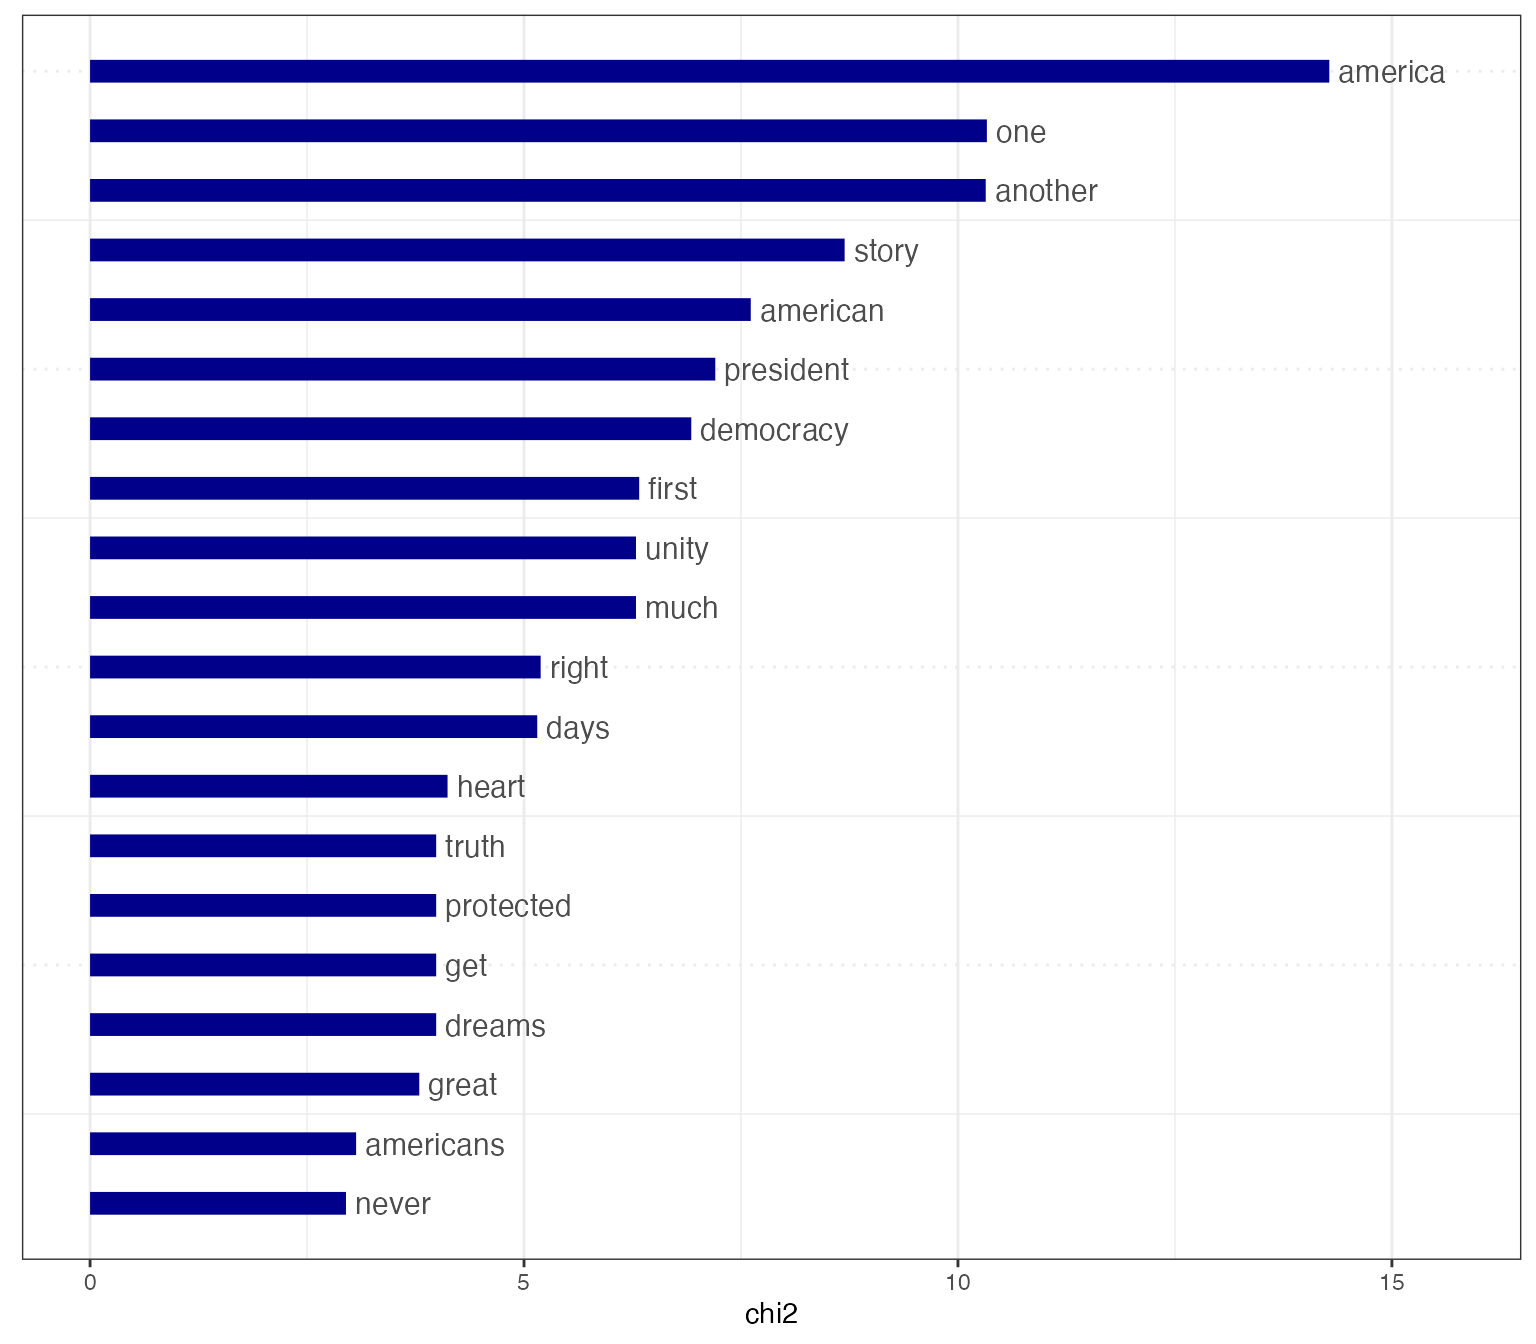 america
one
another
story
american
president
democracy
first
unity
much
right
days
heart
truth
protected
get
dreams
great
americans
never
0 5 10 15
chi2